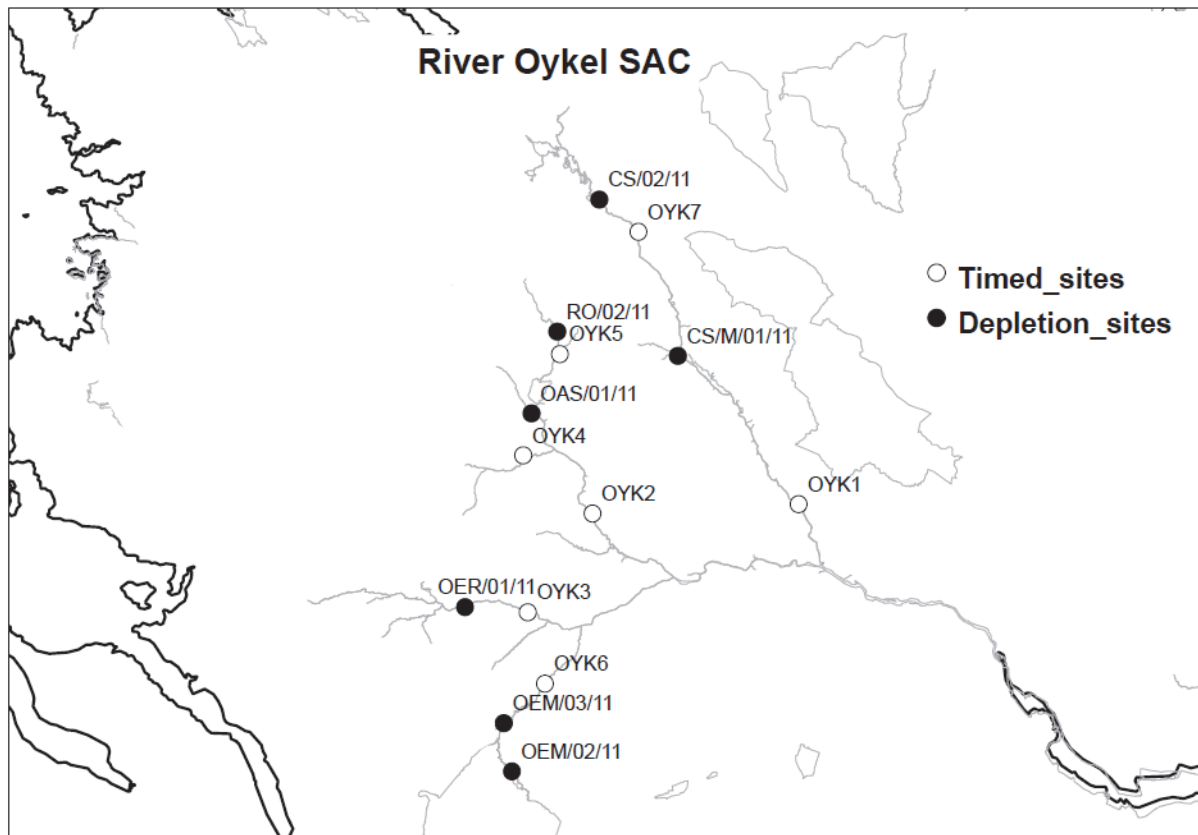 River Oykel SAC
CS/02/11
OYK7
Timed_sites
RO/02/11
Depletion_sites
OYK5
CS/M/01/11
OAS/01/11
OYK4
OYK2
OYK1
OER/01/11
OYK3
OYK6
OEM/03/11
OEM/02/11